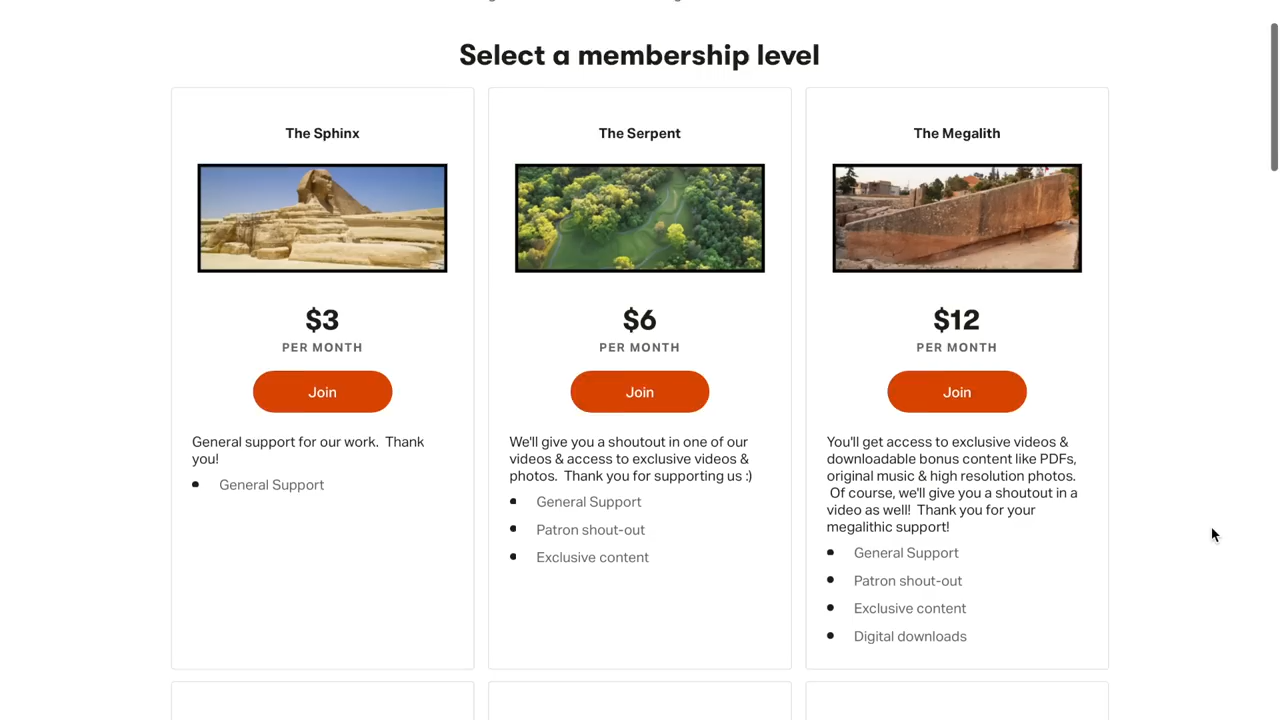 Select a membership level
The Sphinx
$3
PER MONTH
Join
General support for our work.  Thank
you!
General Support
The Serpent
$6
PER MONTH
Join
We'll give you a shoutout in one of our
videos & access to exclusive videos &
photos.  Thank you for supporting us :)
General Support
Patron shout-out
Exclusive content
The Megalith
$12
PER MONTH
Join
You'll get access to exclusive videos &
downloadable bonus content like PDFs,
original music & high resolution photos.
Of course, we'll give you a shoutout in a
video as well!  Thank you for your
megalithic support!
General Support
Patron shout-out
Exclusive content
Digital downloads